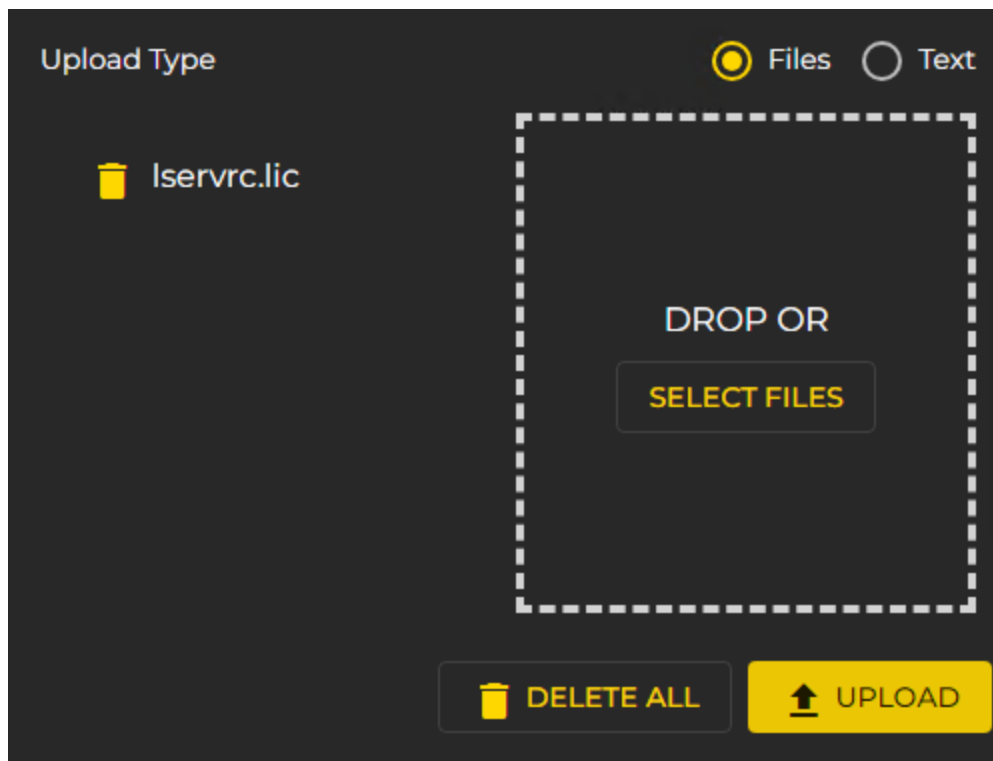 Upload Type
Files
Text
lservrc.lic
DROP OR
SELECT FILES
DELETE ALL
UPLOAD